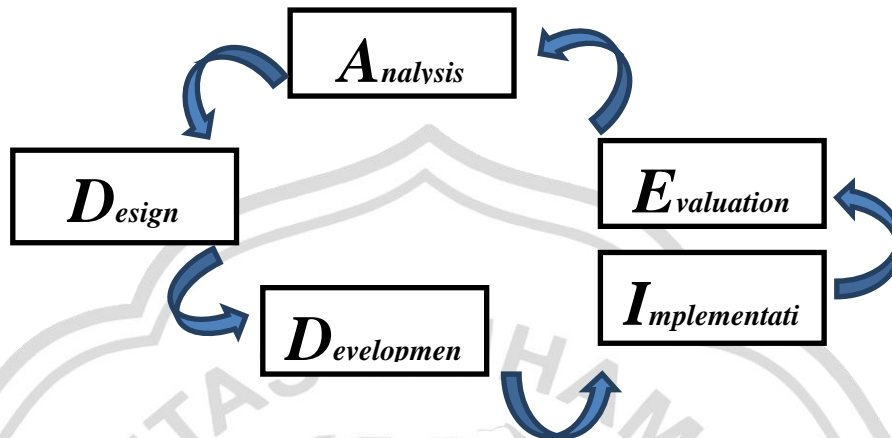 Analysis
Design
Evaluation
Implementati
Developmen